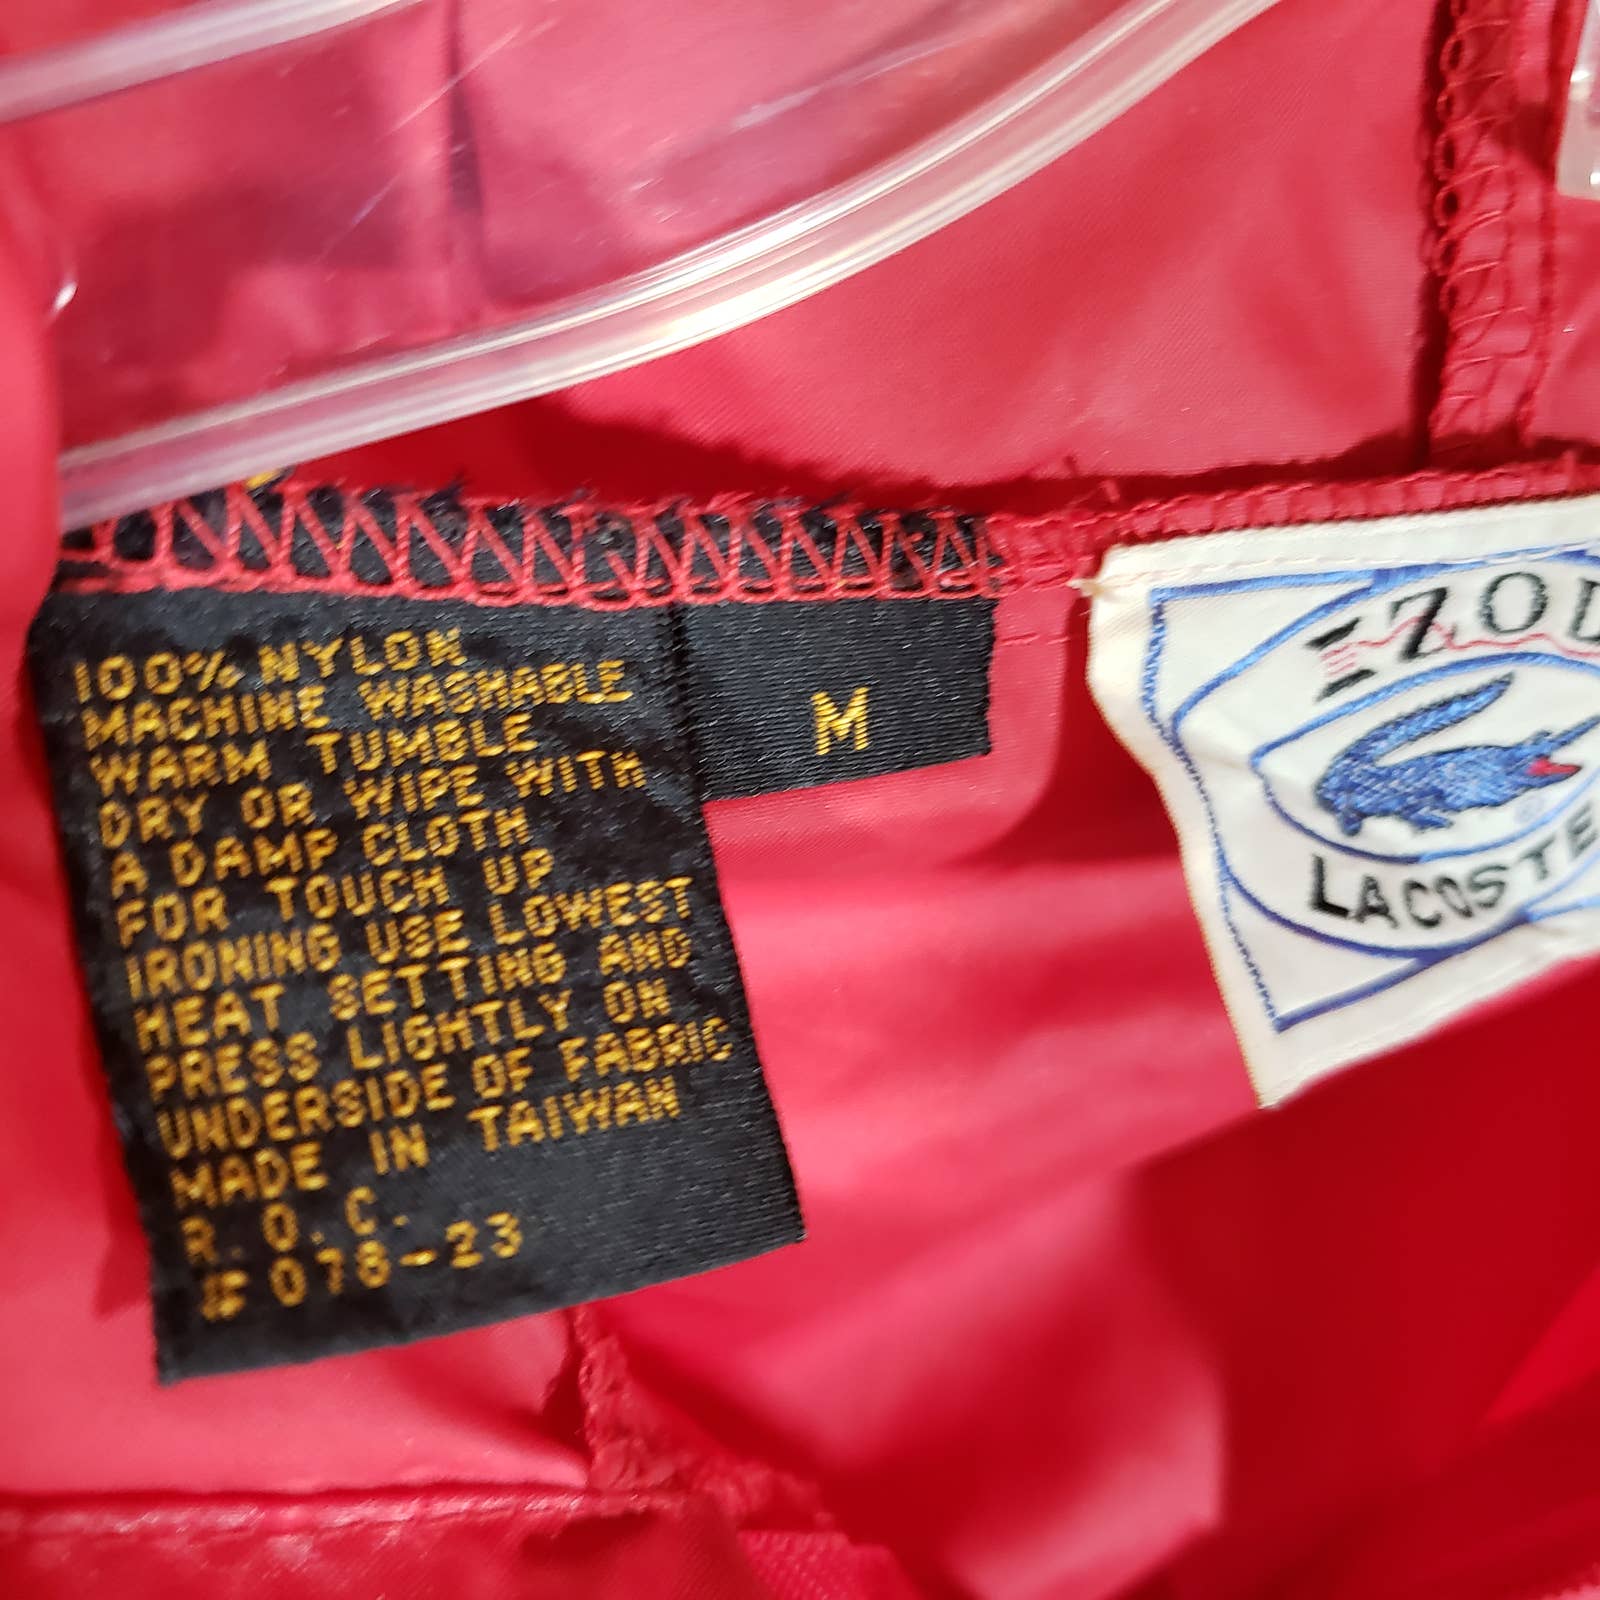 100% NYLON
MACHINE WASHABLE
WARM TUMBLE
DRY OR WIPE WITH
A DAMP CLOTH
FOR TOUCH UP
IRONING USE LOWEST
HEAT SETTING AND
PRESS LIGHTLY ON
UNDERSIDE OF FABRIC
MADE IN TAIWAN
R. O. C.
# 078-23
M
IZOD
LACOSTE
®